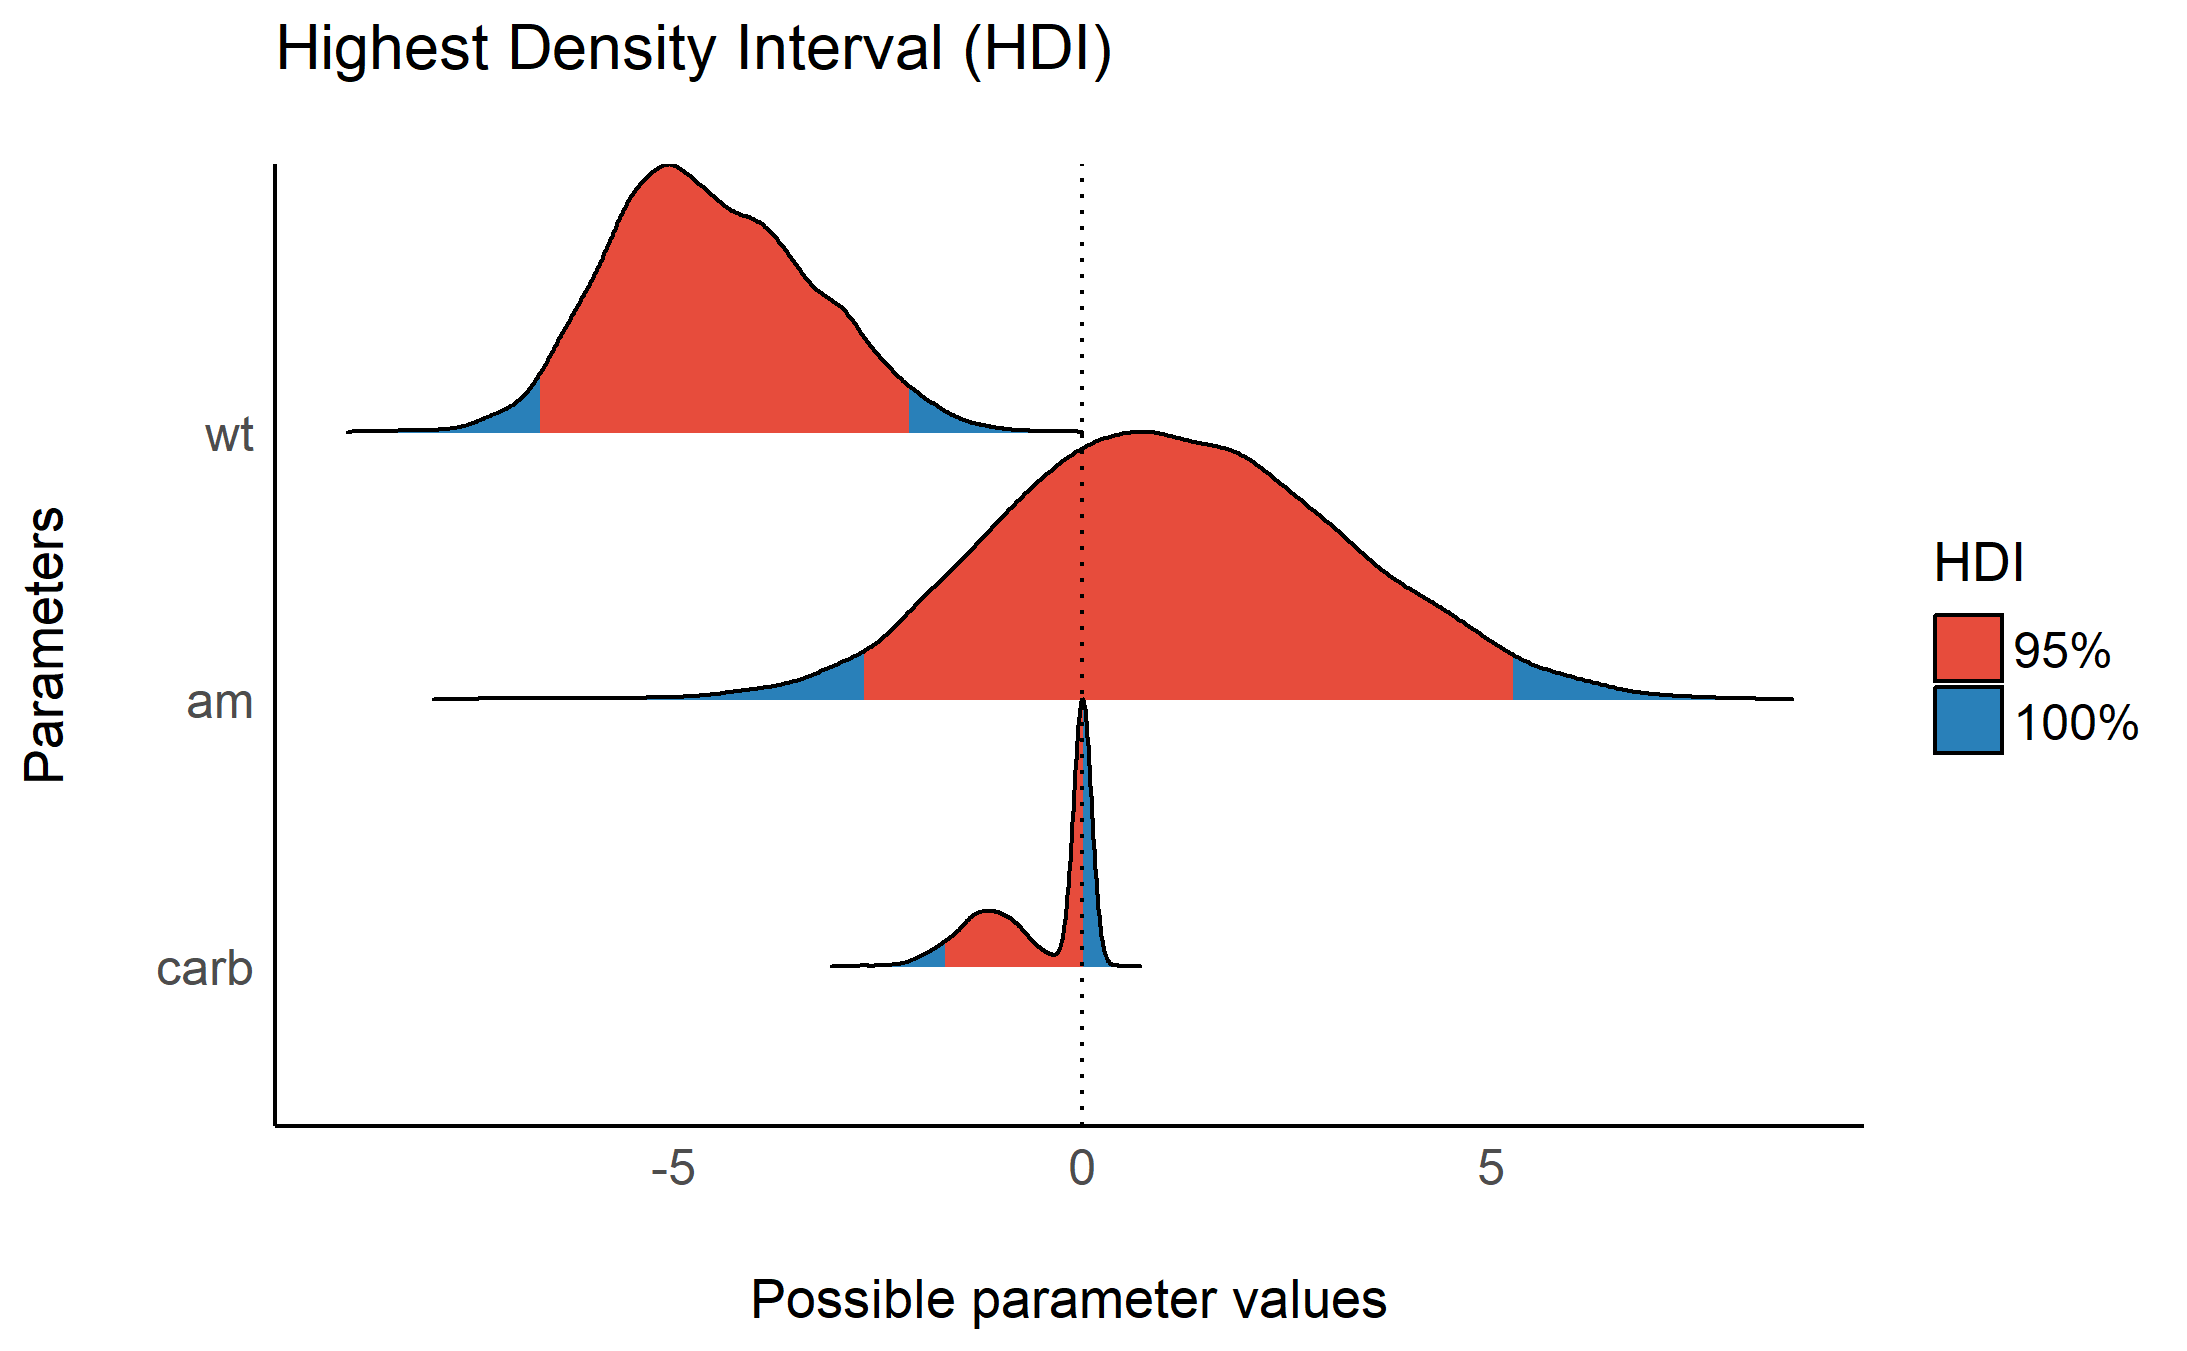 Highest Density Interval (HDI)
wt
am
carb
Parameters
-5 0 5
Possible parameter values
HDI
95%
100%